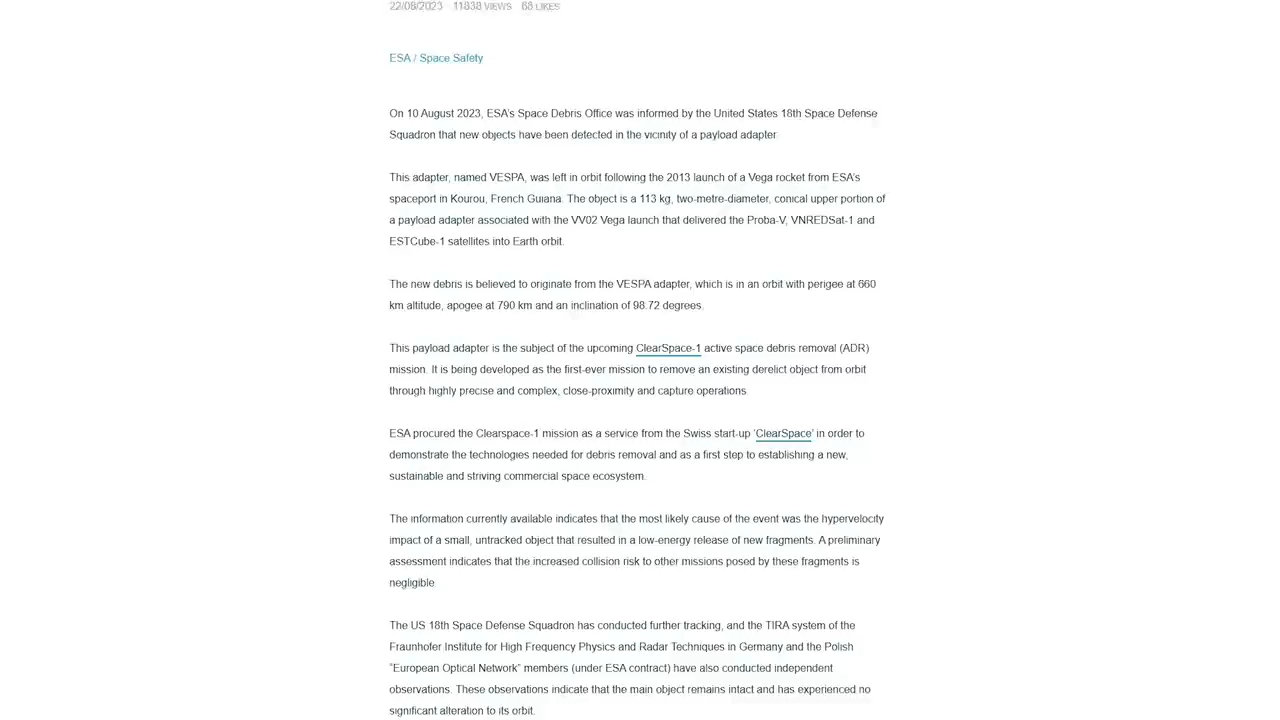 22/08/2023 11838 VIEWS 68 LIKES
ESA / Space Safety
On 10 August 2023, ESA's Space Debris Office was informed by the United States 18th Space Defense
Squadron that new objects have been detected in the vicinity of a payload adapter.
This adapter, named VESPA, was left in orbit following the 2013 launch of a Vega rocket from ESA's
spaceport in Kourou, French Guiana. The object is a 113 kg, two-metre-diameter, conical upper portion of
a payload adapter associated with the VV02 Vega launch that delivered the Proba-V, VNREDSat-1 and
ESTCube-1 satellites into Earth orbit.
The new debris is believed to originate from the VESPA adapter, which is in an orbit with perigee at 660
km altitude, apogee at 790 km and an inclination of 98.72 degrees.
This payload adapter is the subject of the upcoming ClearSpace-1 active space debris removal (ADR)
mission. It is being developed as the first-ever mission to remove an existing derelict object from orbit
through highly precise and complex, close-proximity and capture operations.
ESA procured the Clearspace-1 mission as a service from the Swiss start-up 'ClearSpace' in order to
demonstrate the technologies needed for debris removal and as a first step to establishing a new,
sustainable and striving commercial space ecosystem.
The information currently available indicates that the most likely cause of the event was the hypervelocity
impact of a small, untracked object that resulted in a low-energy release of new fragments. A preliminary
assessment indicates that the increased collision risk to other missions posed by these fragments is
negligible.
The US 18th Space Defense Squadron has conducted further tracking, and the TIRA system of the
Fraunhofer Institute for High Frequency Physics and Radar Techniques in Germany and the Polish
"European Optical Network" members (under ESA contract) have also conducted independent
observations. These observations indicate that the main object remains intact and has experienced no
significant alteration to its orbit.